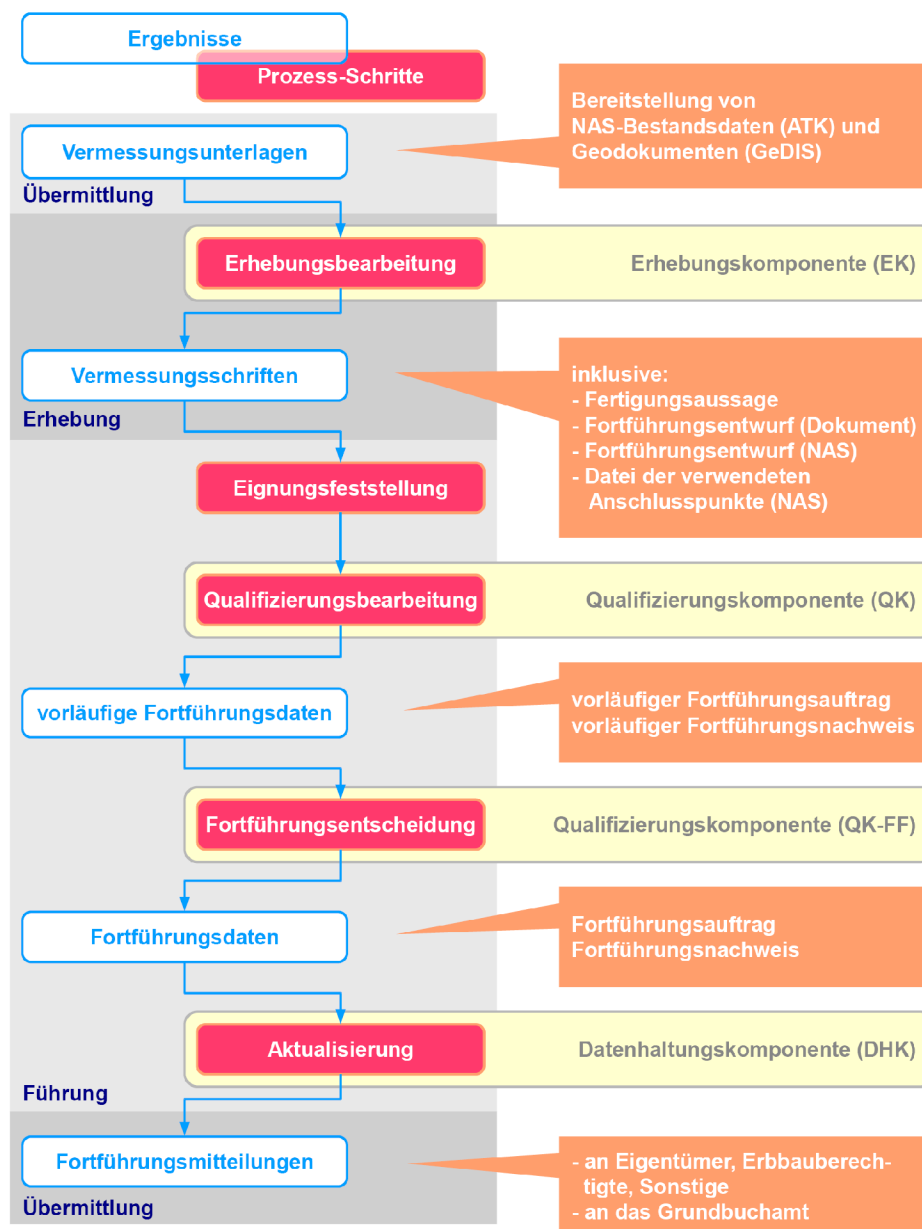 Ergebnisse
Prozess-Schritte
Bereitstellung von
NAS-Bestandsdaten (ATK) und
Geodokumenten (GeDIS)
Vermessungsunterlagen
Übermittlung
Erhebungsbearbeitung
Erhebungskomponente (EK)
Vermessungsschriften
Erhebung
inklusive:
- Fertigungsaussage
- Fortführungsentwurf (Dokument)
- Fortführungsentwurf (NAS)
- Datei der verwendeten
Anschlusspunkte (NAS)
Eignungsfeststellung
Qualifizierungsbearbeitung
Qualifizierungskomponente (QK)
vorläufige Fortführungsdaten
vorläufiger Fortführungsauftrag
vorläufiger Fortführungsnachweis
Fortführungsentscheidung
Qualifizierungskomponente (QK-FF)
Fortführungsdaten
Fortführungsauftrag
Fortführungsnachweis
Aktualisierung
Datenhaltungskomponente (DHK)
Führung
Fortführungsmitteilungen
Übermittlung
- an Eigentümer, Erbbauberech-
tigte, Sonstige
- an das Grundbuchamt